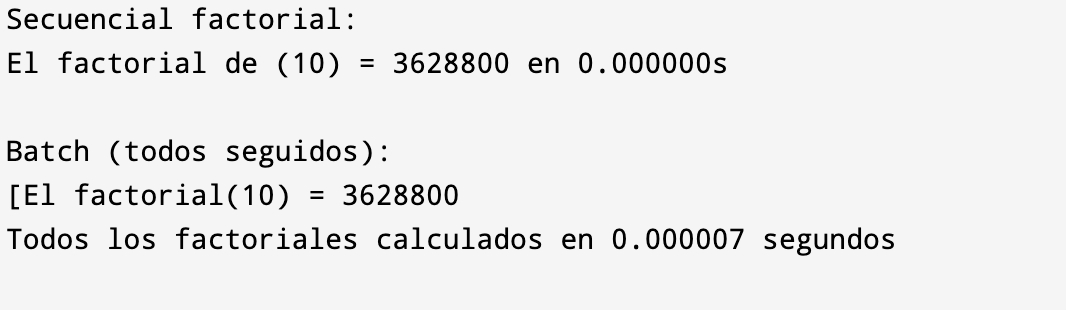 Secuencial factorial:
El factorial de (10) = 3628800 en 0.000000s
Batch (todos seguidos):
[El factorial(10) = 3628800
Todos los factoriales calculados en 0.000007 segundos